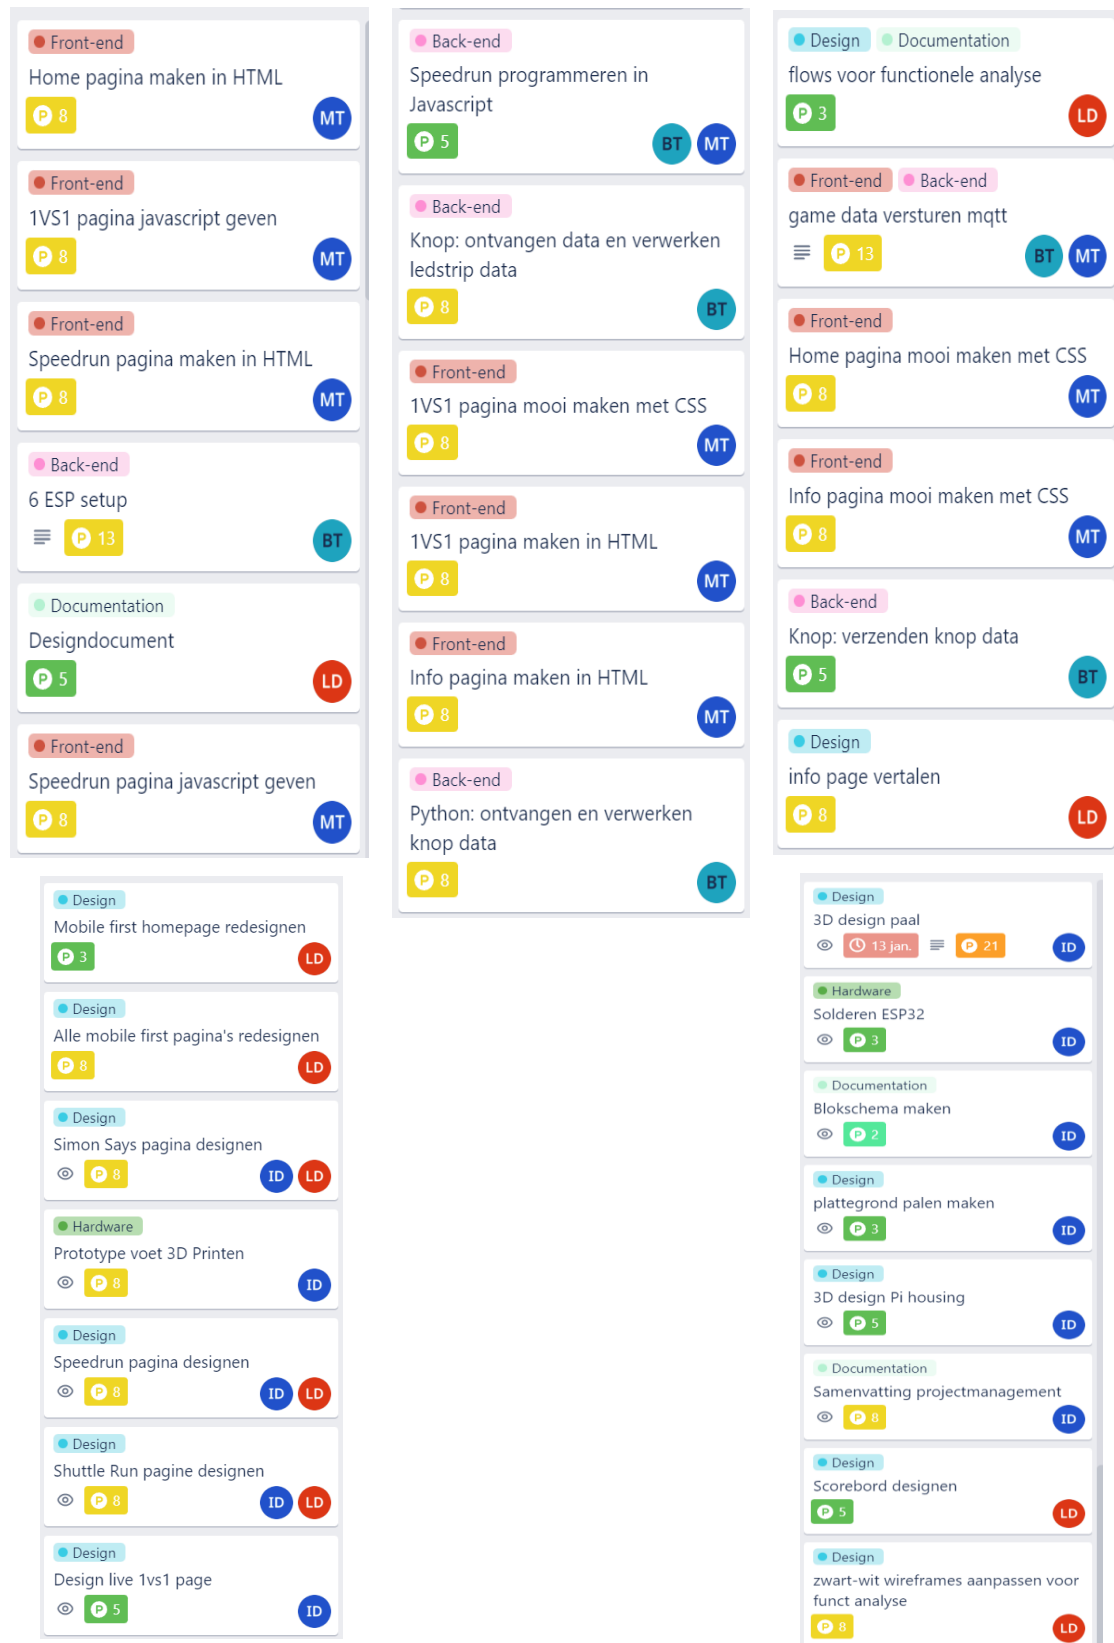 Front-end
Home pagina maken in HTML
P 8
MT
Front-end
1VS1 pagina javascript geven
P 8
MT
Front-end
Speedrun pagina maken in HTML
P 8
MT
Back-end
6 ESP setup
P 13
BT
Documentation
Designdocument
P 5
LD
Front-end
Speedrun pagina javascript geven
P 8
MT
Back-end
Speedrun programmeren in
Javascript
P 5
BT MT
Back-end
Knop: ontvangen data en verwerken
ledstrip data
P 8
BT
Front-end
1VS1 pagina mooi maken met CSS
P 8
MT
Front-end
1VS1 pagina maken in HTML
P 8
MT
Front-end
Info pagina maken in HTML
P 8
MT
Back-end
Python: ontvangen en verwerken
knop data
P 8
BT
Design Documentation
flows voor functionele analyse
P 3
LD
Front-end Back-end
game data versturen mqtt
P 13
BT MT
Front-end
Home pagina mooi maken met CSS
P 8
MT
Front-end
Info pagina mooi maken met CSS
P 8
MT
Back-end
Knop: verzenden knop data
P 5
BT
Design
info page vertalen
P 8
LD
Design
Mobile first homepage redesignen
P 3
LD
Design
Alle mobile first pagina's redesignen
P 8
LD
Design
Simon Says pagina designen
P 8
ID LD
Hardware
Prototype voet 3D Printen
P 8
ID
Design
Speedrun pagina designen
P 8
ID LD
Design
Shuttle Run pagine designen
P 8
ID LD
Design
Design live 1vs1 page
P 5
ID
Design
3D design paal
13 jan. P 21
ID
Hardware
Solderen ESP32
P 3
ID
Documentation
Blokschema maken
P 2
ID
Design
plattegrond palen maken
P 3
ID
Design
3D design Pi housing
P 5
ID
Documentation
Samenvatting projectmanagement
P 8
ID
Design
Scorebord designen
P 5
LD
Design
zwart-wit wireframes aanpassen voor
funct analyse
P 8
LD